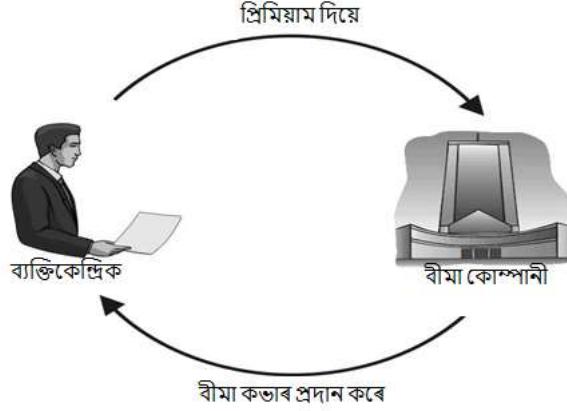 প্ৰিমিয়াম দিয়ে
ব্যক্তিকেন্দ্ৰিক
বীমা কোম্পানী
বীমা কভাৰ প্ৰদান কৰে